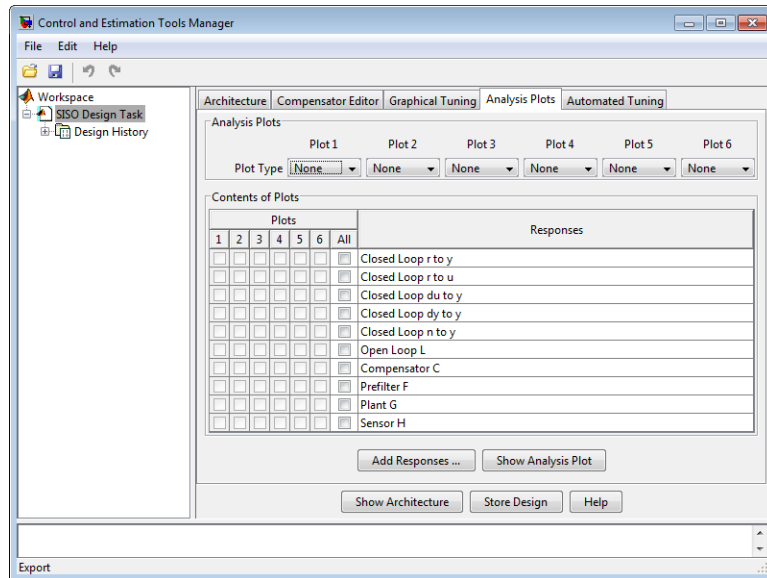 Control and Estimation Tools Manager
File Edit Help
Workspace
SISO Design Task
Design History
Architecture Compensator Editor Graphical Tuning Analysis Plots Automated Tuning
Analysis Plots
Plot 1 Plot 2 Plot 3 Plot 4 Plot 5 Plot 6
Plot Type None None None None None None
Contents of Plots
Plots
Responses
1 2 3 4 5 6 All
Closed Loop r to y
Closed Loop r to u
Closed Loop du to y
Closed Loop dy to y
Closed Loop n to y
Open Loop L
Compensator C
Prefilter F
Plant G
Sensor H
Add Responses ... Show Analysis Plot
Show Architecture Store Design Help
Export